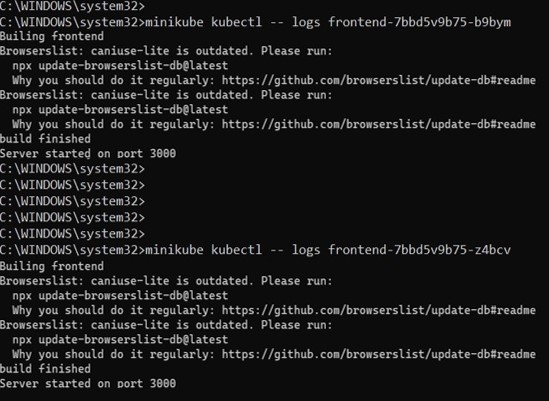 C:\WINDOWS\system32>
C:\WINDOWS\system32>minikube kubectl -- logs frontend-7bbd5v9b75-b9bym
Builing frontend
Browserslist: caniuse-lite is outdated. Please run:
  npx update-browserslist-db@latest
  Why you should do it regularly: https://github.com/browserslist/update-db#readme
Browserslist: caniuse-lite is outdated. Please run:
  npx update-browserslist-db@latest
  Why you should do it regularly: https://github.com/browserslist/update-db#readme
build finished
Server started on port 3000
C:\WINDOWS\system32>
C:\WINDOWS\system32>
C:\WINDOWS\system32>
C:\WINDOWS\system32>
C:\WINDOWS\system32>
C:\WINDOWS\system32>minikube kubectl -- logs frontend-7bbd5v9b75-z4bcv
Builing frontend
Browserslist: caniuse-lite is outdated. Please run:
  npx update-browserslist-db@latest
  Why you should do it regularly: https://github.com/browserslist/update-db#readme
Browserslist: caniuse-lite is outdated. Please run:
  npx update-browserslist-db@latest
  Why you should do it regularly: https://github.com/browserslist/update-db#readme
build finished
Server started on port 3000